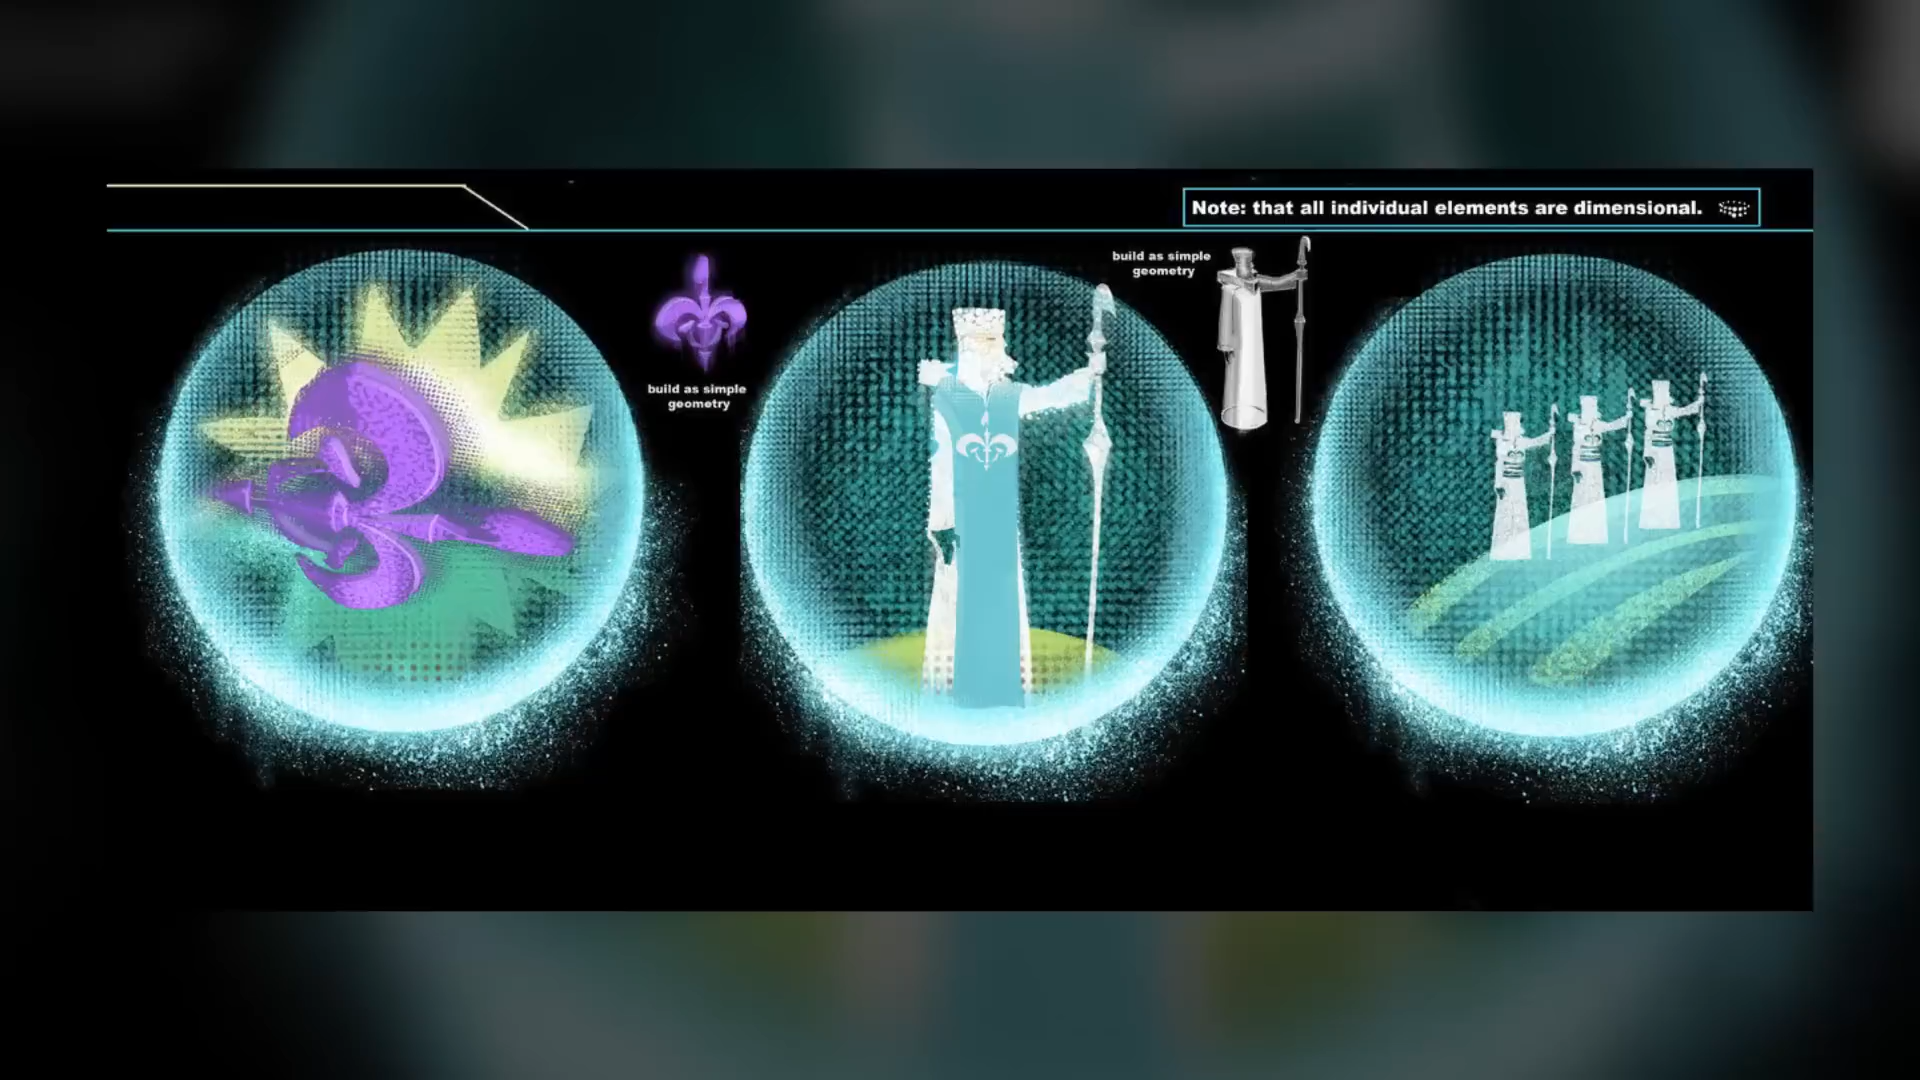 Note: that all individual elements are dimensional.
build as simple
geometry
build as simple
geometry